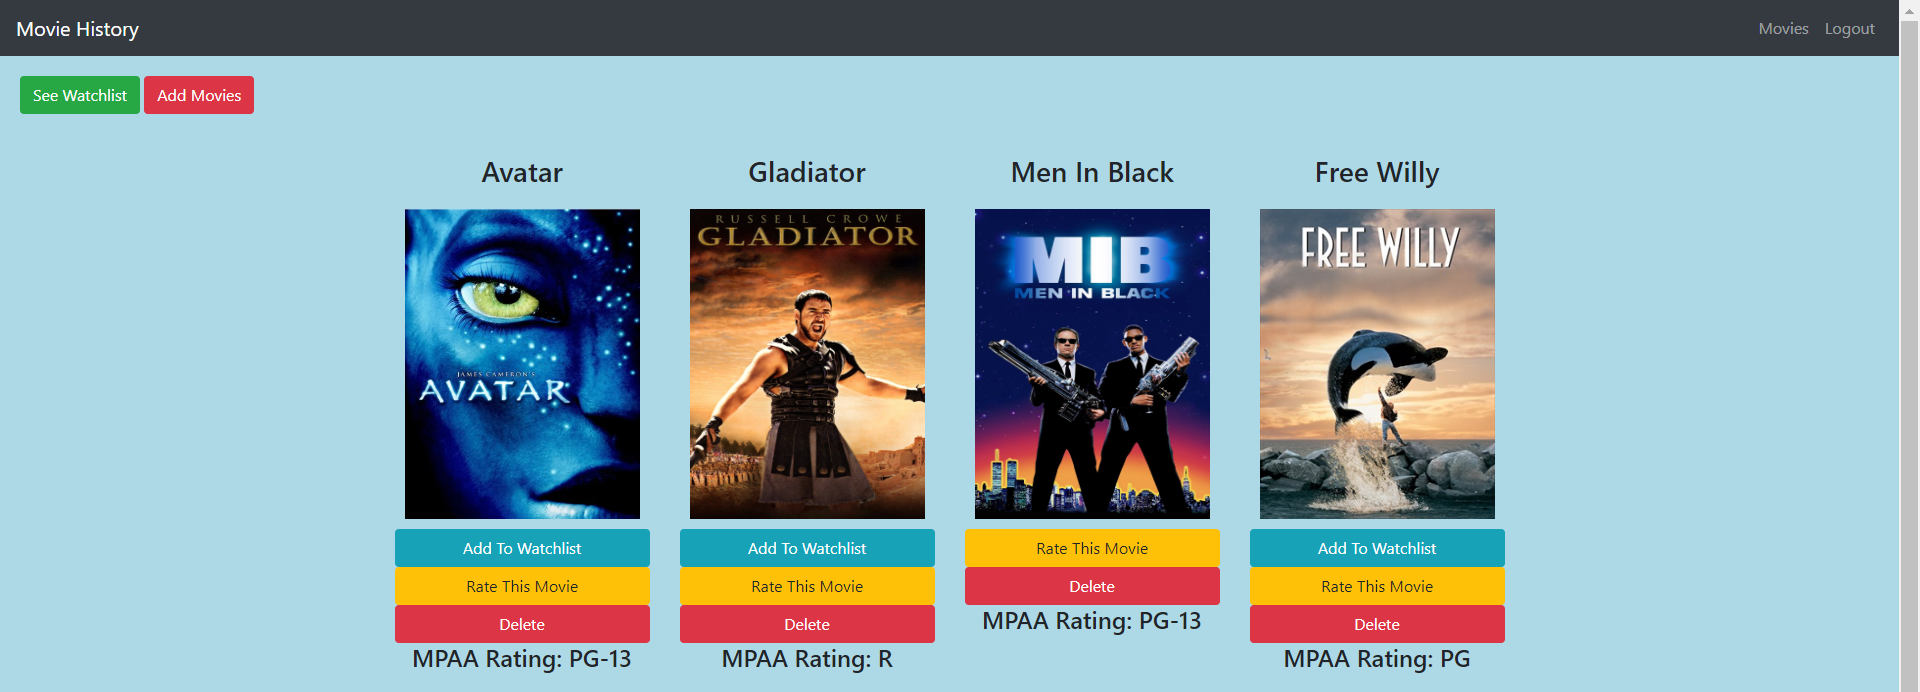 Movie History
Movies
Logout
See Watchlist
Add Movies
Avatar
Gladiator
Men In Black
Free Willy
JAMES CAMERON'S
AVATAR
RUSSELL CROWE
GLADIATOR
MIB
MEN IN BLACK
FREE WILLY
Add To Watchlist
Add To Watchlist
Rate This Movie
Add To Watchlist
Rate This Movie
Rate This Movie
Delete
Rate This Movie
Delete
Delete
MPAA Rating: PG-13
Delete
MPAA Rating: PG-13
MPAA Rating: R
MPAA Rating: PG